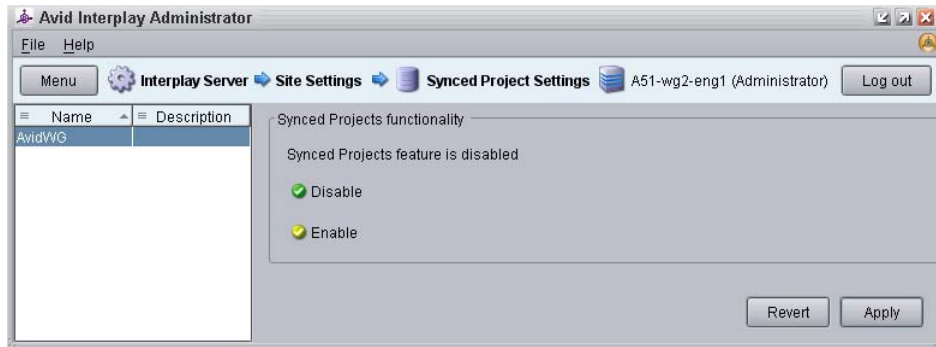 Avid Interplay Administrator
File Help
Menu Interplay Server Site Settings Synced Project Settings A51-wg2-eng1 (Administrator) Log out
Name Description
AvidWG
Synced Projects functionality
Synced Projects feature is disabled
Disable
Enable
Revert Apply